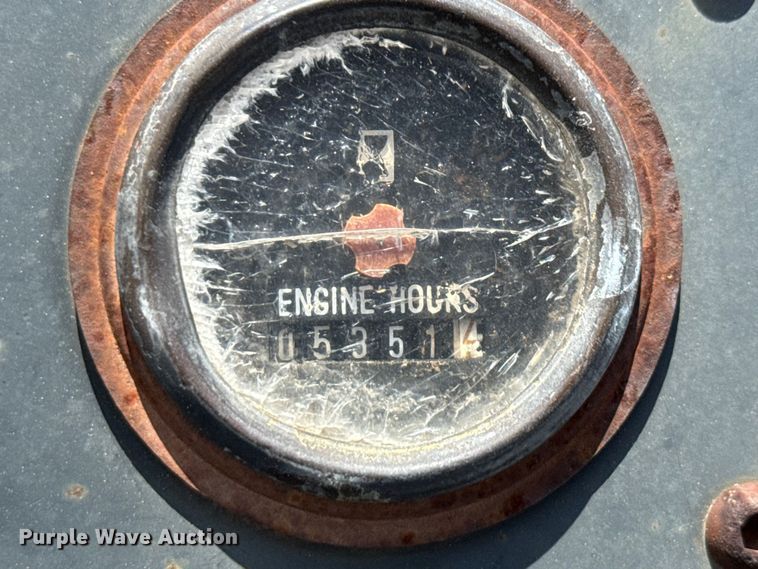 ENGINE HOURS
053514
Purple Wave Auction